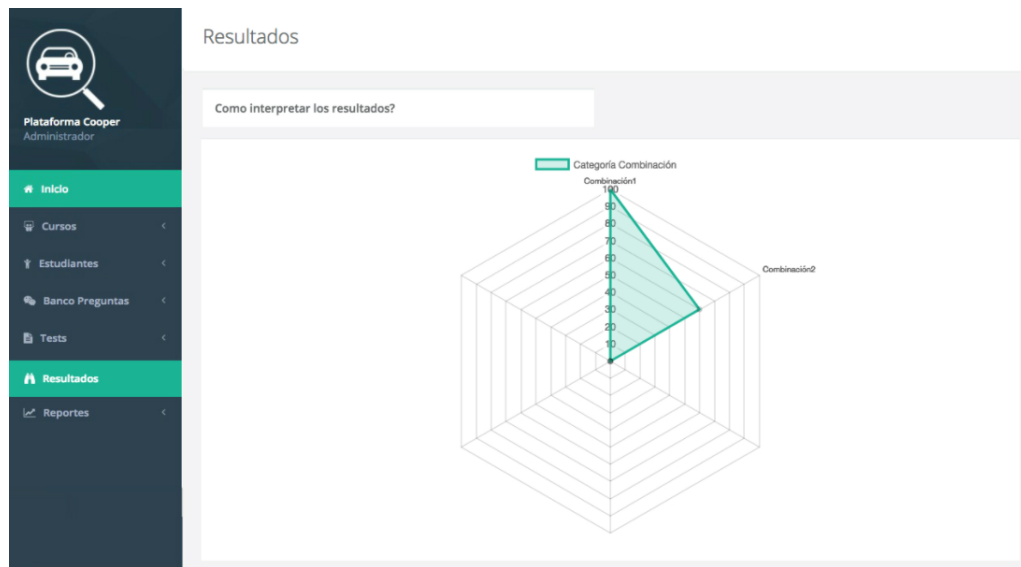 Plataforma Cooper
Administrador
Inicio
Cursos
Estudiantes
Banco Preguntas
Tests
Resultados
Reportes
Resultados
Como interpretar los resultados?
Categoría Combinación
Combinación1
100
90
80
70
60
50
40
30
20
10
Combinación2